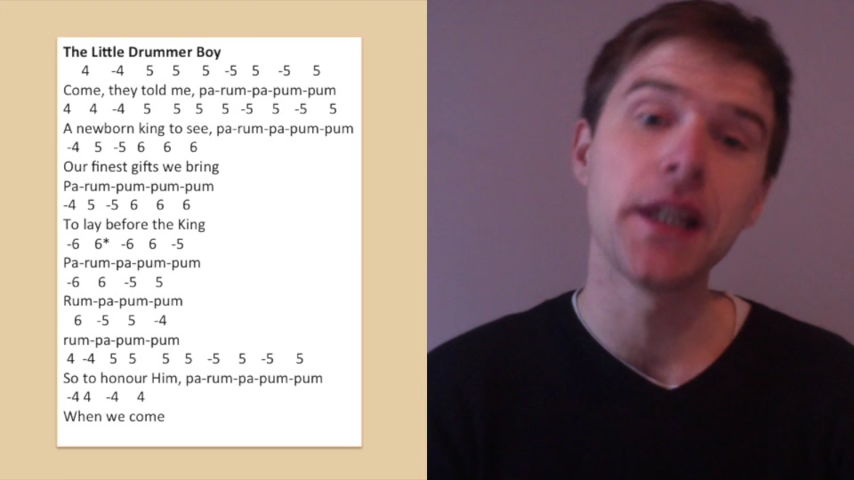 The Little Drummer Boy
4 -4 5 5 5 -5 5 -5 5
Come, they told me, pa-rum-pa-pum-pum
4 4 -4 5 5 5 5 -5 5 -5 5
A newborn king to see, pa-rum-pa-pum-pum
-4 5 -5 6 6 6
Our finest gifts we bring
Pa-rum-pum-pum-pum
-4 5 -5 6 6 6
To lay before the King
-6 6* -6 6 -5
Pa-rum-pa-pum-pum
-6 6 -5 5
Rum-pa-pum-pum
6 -5 5 -4
rum-pa-pum-pum
4 -4 5 5 5 5 -5 5 -5 5
So to honour Him, pa-rum-pa-pum-pum
-4 4 -4 4
When we come